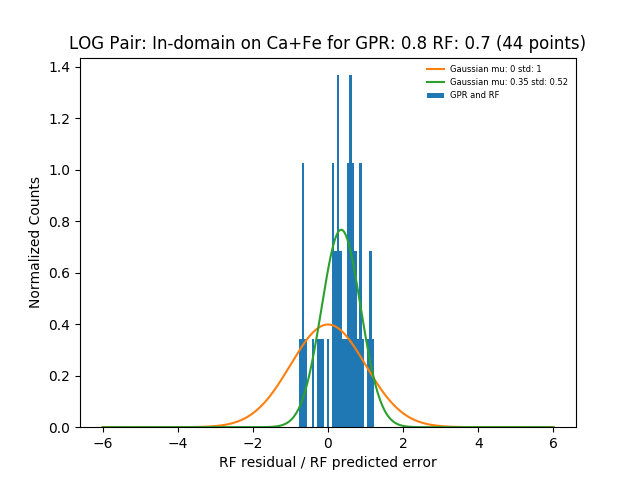 LOG Pair: In-domain on Ca+Fe for GPR: 0.8 RF: 0.7 (44 points)
Gaussian mu: 0 std: 1
Gaussian mu: 0.35 std: 0.52
GPR and RF
Normalized Counts
1.4
1.2
1.0
0.8
0.6
0.4
0.2
0.0
−6 −4 −2 0 2 4 6
RF residual / RF predicted error